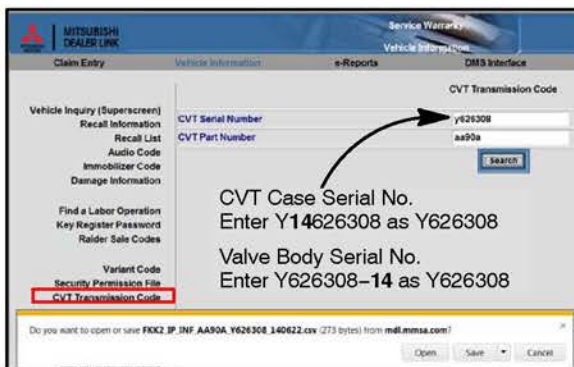 MITSUBISHI
DEALER LINK
Service Warranty
Vehicle Information
Claim Entry
Vehicle Information
e-Reports
DMS Interface
CVT Transmission Code
Vehicle Inquiry (Superscreen)
Recall Information
Recall List
Audio Code
Immobilizer Code
Damage Information
Find a Labor Operation
Key Register Password
Raider Sale Codes
Variant Code
Security Permission File
CVT Transmission Code
CVT Serial Number
y626308
CVT Part Number
aa90a
Search
CVT Case Serial No.
Enter Y14626308 as Y626308
Valve Body Serial No.
Enter Y626308–14 as Y626308
Do you want to open or save FKK2_IP_INF_AA90A_Y626308_140622.csv (273 bytes) from mdl.mmsa.com?
Open
Save
Cancel